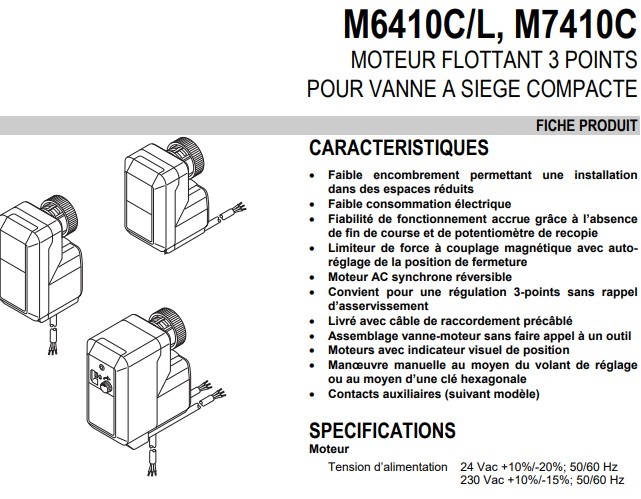 M6410C/L, M7410C
MOTEUR FLOTTANT 3 POINTS
POUR VANNE A SIEGE COMPACTE
FICHE PRODUIT
CARACTERISTIQUES
• Faible encombrement permettant une installation
dans des espaces réduits
• Faible consommation électrique
• Fiabilité de fonctionnement accrue grâce à l’absence
de fin de course et de potentiomètre de recopie
• Limiteur de force à couplage magnétique avec auto-
réglage de la position de fermeture
• Moteur AC synchrone réversible
• Convient pour une régulation 3-points sans rappel
d’asservissement
• Livré avec câble de raccordement précâblé
• Assemblage vanne-moteur sans faire appel à un outil
• Moteurs avec indicateur visuel de position
• Manœuvre manuelle au moyen du volant de réglage
ou au moyen d’une clé hexagonale
• Contacts auxiliaires (suivant modèle)
SPECIFICATIONS
Moteur
Tension d’alimentation 24 Vac +10%/-20%; 50/60 Hz
230 Vac +10%/-15%; 50/60 Hz